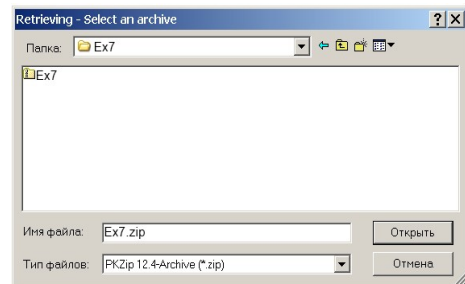 Retrieving - Select an archive
Папка: Ex7
Ex7
Имя файла: Ex7.zip Открыть
Тип файлов: PKZip 12.4-Archive (*.zip) Отмена